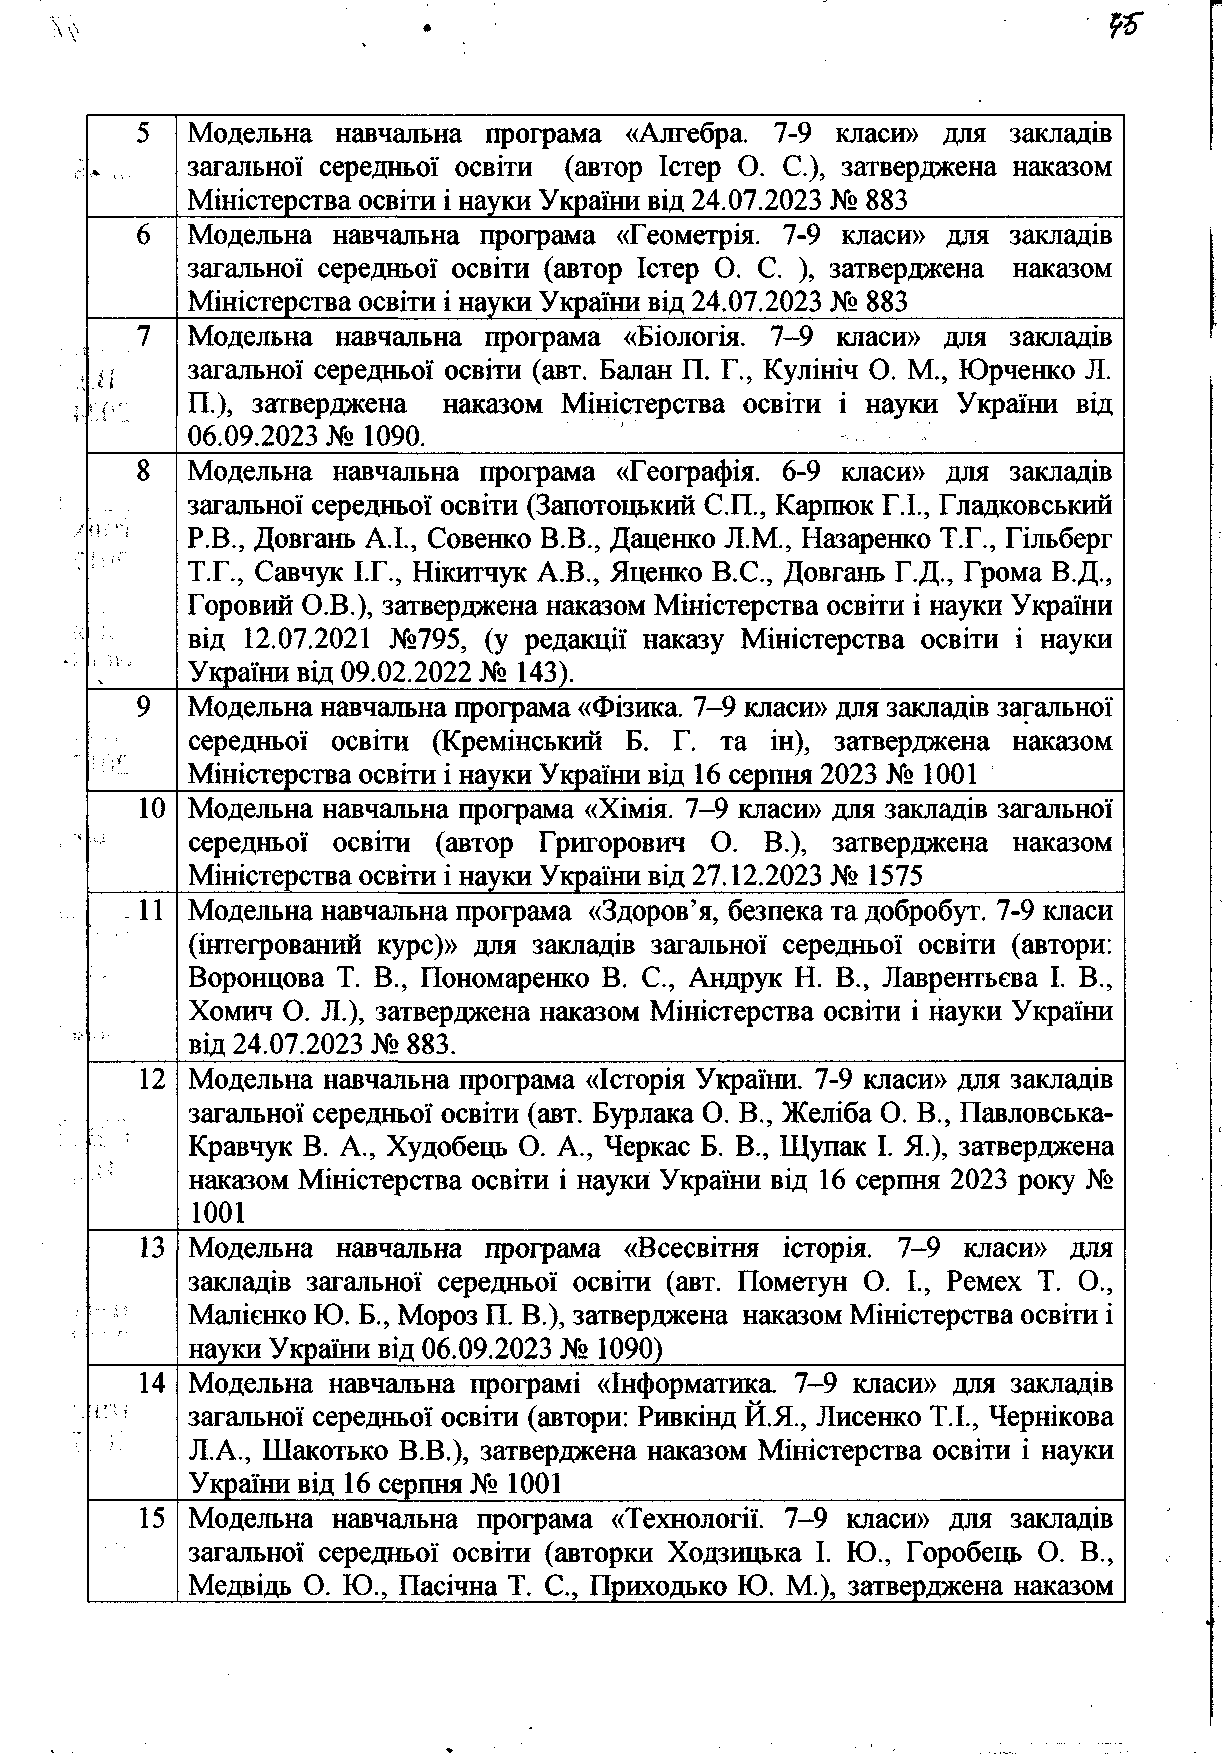 45
5 Модельна навчальна програма «Алгебра. 7-9 класи» для закладів
загальної середньої освіти (автор Істер О. С.), затверджена наказом
Міністерства освіти і науки України від 24.07.2023 № 883
6 Модельна навчальна програма «Геометрія. 7-9 класи» для закладів
загальної середньої освіти (автор Істер О. С. ), затверджена наказом
Міністерства освіти і науки України від 24.07.2023 № 883
7 Модельна навчальна програма «Біологія. 7–9 класи» для закладів
загальної середньої освіти (авт. Балан П. Г., Кулініч О. М., Юрченко Л.
П.), затверджена наказом Міністерства освіти і науки України від
06.09.2023 № 1090.
8 Модельна навчальна програма «Географія. 6-9 класи» для закладів
загальної середньої освіти (Запотоцький С.П., Карпюк Г.І., Гладковський
Р.В., Довгань А.І., Совенко В.В., Даценко Л.М., Назаренко Т.Г., Гільберг
Т.Г., Савчук І.Г., Нікитчук А.В., Яценко В.С., Довгань Г.Д., Грома В.Д.,
Горовий О.В.), затверджена наказом Міністерства освіти і науки України
від 12.07.2021 №795, (у редакції наказу Міністерства освіти і науки
України від 09.02.2022 № 143).
9 Модельна навчальна програма «Фізика. 7–9 класи» для закладів загальної
середньої освіти (Кремінський Б. Г. та ін), затверджена наказом
Міністерства освіти і науки України від 16 серпня 2023 № 1001
10 Модельна навчальна програма «Хімія. 7–9 класи» для закладів загальної
середньої освіти (автор Григорович О. В.), затверджена наказом
Міністерства освіти і науки України від 27.12.2023 № 1575
11 Модельна навчальна програма «Здоров’я, безпека та добробут. 7-9 класи
(інтегрований курс)» для закладів загальної середньої освіти (автори:
Воронцова Т. В., Пономаренко В. С., Андрук Н. В., Лаврентьєва І. В.,
Хомич О. Л.), затверджена наказом Міністерства освіти і науки України
від 24.07.2023 № 883.
12 Модельна навчальна програма «Історія України. 7-9 класи» для закладів
загальної середньої освіти (авт. Бурлака О. В., Желіба О. В., Павловська-
Кравчук В. А., Худобець О. А., Черкас Б. В., Щупак І. Я.), затверджена
наказом Міністерства освіти і науки України від 16 серпня 2023 року №
1001
13 Модельна навчальна програма «Всесвітня історія. 7–9 класи» для
закладів загальної середньої освіти (авт. Пометун О. І., Ремех Т. О.,
Малієнко Ю. Б., Мороз П. В.), затверджена наказом Міністерства освіти і
науки України від 06.09.2023 № 1090)
14 Модельна навчальна програмі «Інформатика. 7–9 класи» для закладів
загальної середньої освіти (автори: Ривкінд Й.Я., Лисенко Т.І., Чернікова
Л.А., Шакотько В.В.), затверджена наказом Міністерства освіти і науки
України від 16 серпня № 1001
15 Модельна навчальна програма «Технології. 7–9 класи» для закладів
загальної середньої освіти (авторки Ходзицька І. Ю., Горобець О. В.,
Медвідь О. Ю., Пасічна Т. С., Приходько Ю. М.), затверджена наказом